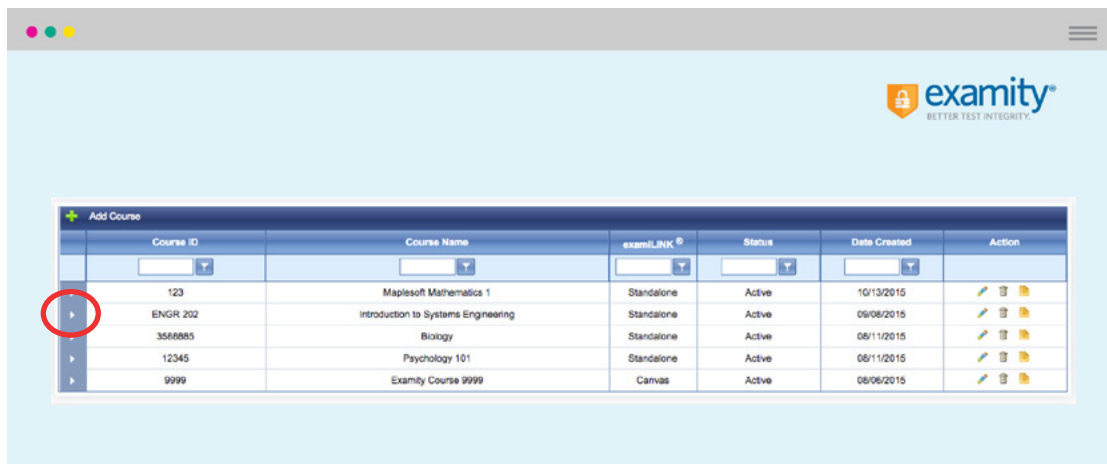 examity®
BETTER TEST INTEGRITY.
Add Course
Course ID Course Name examiLINK® Status Date Created Action
123 Maplesoft Mathematics 1 Standalone Active 10/13/2015
ENGR 202 Introduction to Systems Engineering Standalone Active 09/08/2015
3568885 Biology Standalone Active 08/11/2015
12345 Psychology 101 Standalone Active 08/11/2015
9999 Examity Course 9999 Canvas Active 08/06/2015